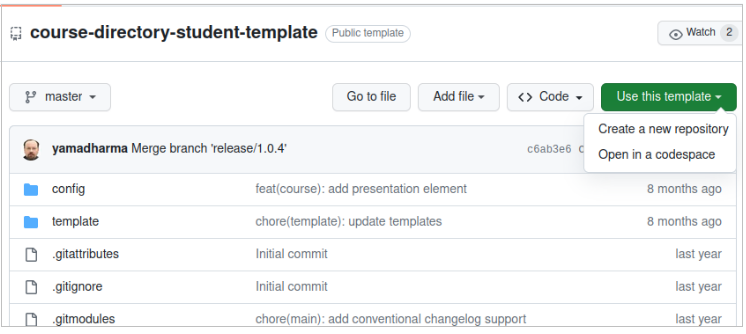 course-directory-student-template Public template Watch 2
master Go to file Add file <> Code Use this template
Create a new repository
Open in a codespace
yamadharma Merge branch 'release/1.0.4' c6ab3e6
config feat(course): add presentation element 8 months ago
template chore(template): update templates 8 months ago
.gitattributes Initial commit last year
.gitignore Initial commit last year
.gitmodules chore(main): add conventional changelog support last year